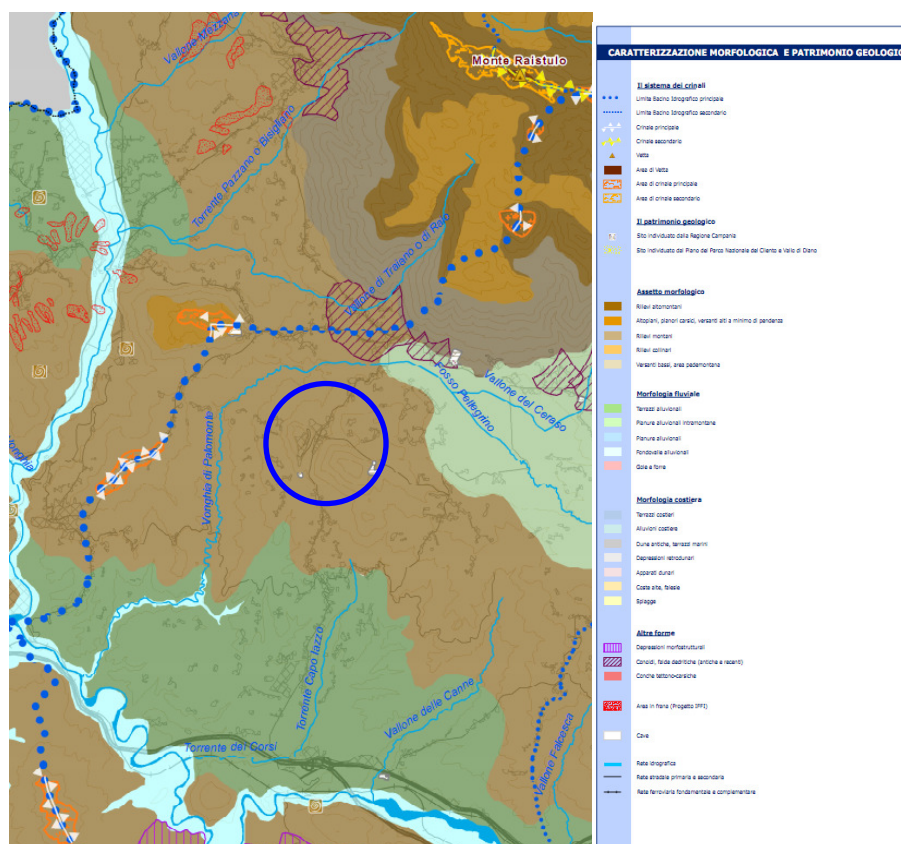 Vallone Mezzana
Monte Raistulo
Torrente Pazzano o Bisigliano
Vallone di Traiano o di Raio
Fosso Pellegrino
Vallone del Ceraso
Vonghia di Palomonte
Vonghia
Torrente Capo Iazzo
Vallone delle Canne
Torrente dei Corsi
Vallone Falcesca
CARATTERIZZAZIONE MORFOLOGICA E PATRIMONIO GEOLOGIC
Il sistema dei crinali
Limite Bacino Idrografico principale
Limite Bacino Idrografico secondario
Crinale principale
Crinale secondario
Vetta
Area di Vetta
Area di crinale principale
Area di crinale secondario
Il patrimonio geologico
Sito individuato dalla Regione Campania
Sito individuato dal Piano del Parco Nazionale del Cilento e Vallo di Diano
Assetto morfologico
Rilievi altomontani
Altopiani, pianori carsici, versanti alti a minimo di pendenza
Rilievi montani
Rilievi collinari
Versanti bassi, area pedemontana
Morfologia fluviale
Terrazzi alluvionali
Pianure alluvionali intramontane
Pianure alluvionali
Fondovalle alluvionali
Gole e forre
Morfologia costiera
Terrazzi costieri
Alluvioni costiere
Dune antiche, terrazzi marini
Depressioni retrodunari
Apparati dunari
Coste alte, falesie
Spiagge
Altre forme
Depressioni morfostrutturali
Conoidi, falde detritiche (antiche e recenti)
Conche tettono-carsiche
Area in frana (Progetto IFFI)
Cave
Rete idrografica
Rete stradale primaria e secondaria
Rete ferroviaria fondamentale e complementare